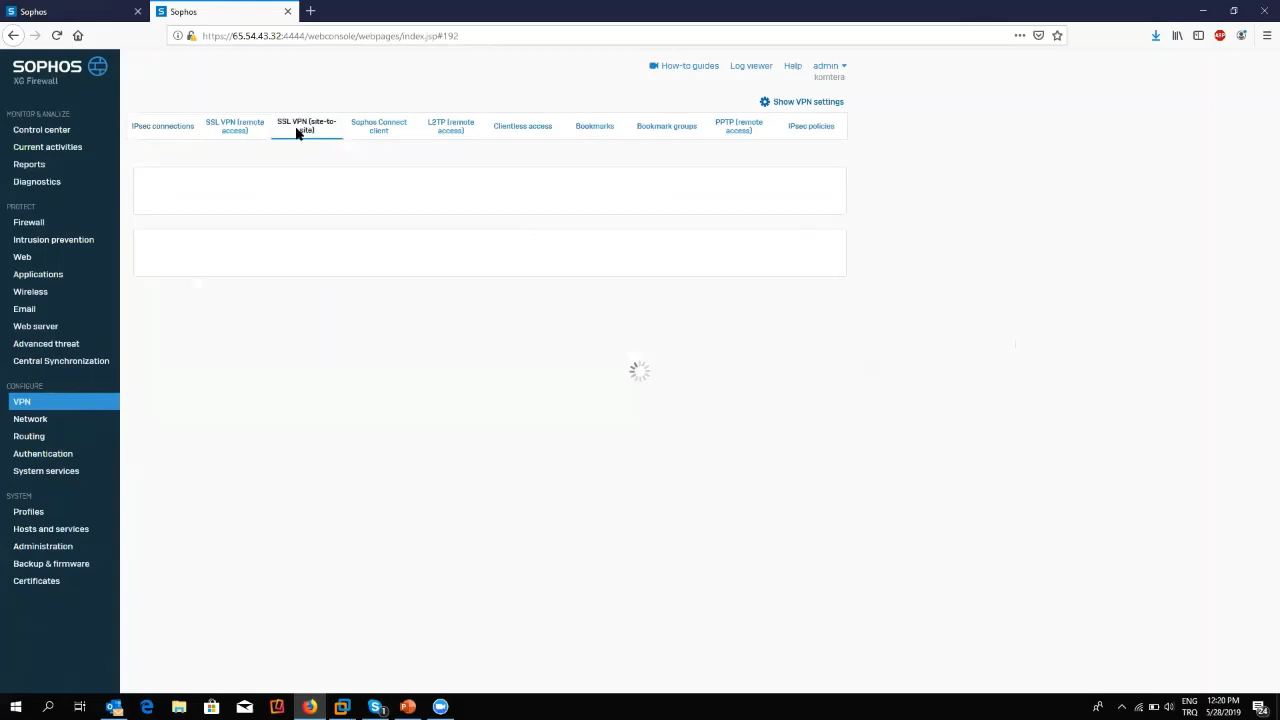 Sophos
Sophos
https://65.54.43.32:4444/webconsole/webpages/index.jsp#192
SOPHOS
XG Firewall
How-to guides
Log viewer
Help
admin
komtera
Show VPN settings
IPsec connections
SSL VPN (remote
access)
SSL VPN (site-to-
site)
Sophos Connect
client
L2TP (remote
access)
Clientless access
Bookmarks
Bookmark groups
PPTP (remote
access)
IPsec policies
MONITOR & ANALYZE
Control center
Current activities
Reports
Diagnostics
PROTECT
Firewall
Intrusion prevention
Web
Applications
Wireless
Email
Web server
Advanced threat
Central Synchronization
CONFIGURE
VPN
Network
Routing
Authentication
System services
SYSTEM
Profiles
Hosts and services
Administration
Backup & firmware
Certificates
ENG
TRQ
12:20 PM
5/28/2019
24